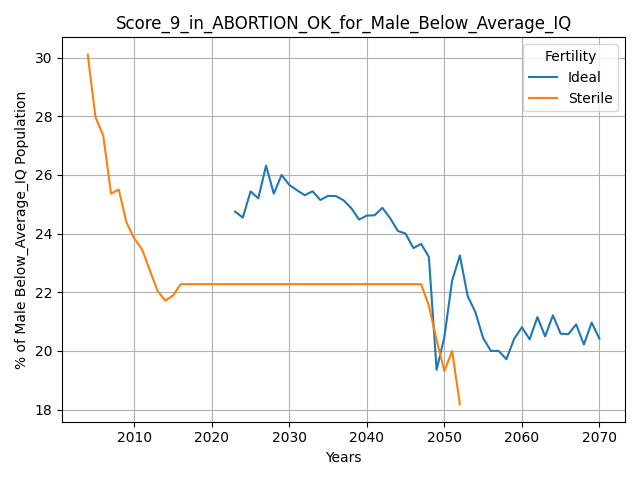 Score_9_in_ABORTION_OK_for_Male_Below_Average_IQ
% of Male Below_Average_IQ Population
30
28
26
24
22
20
18
Fertility
Ideal
Sterile
2010
2020
2030
2040
2050
2060
2070
Years